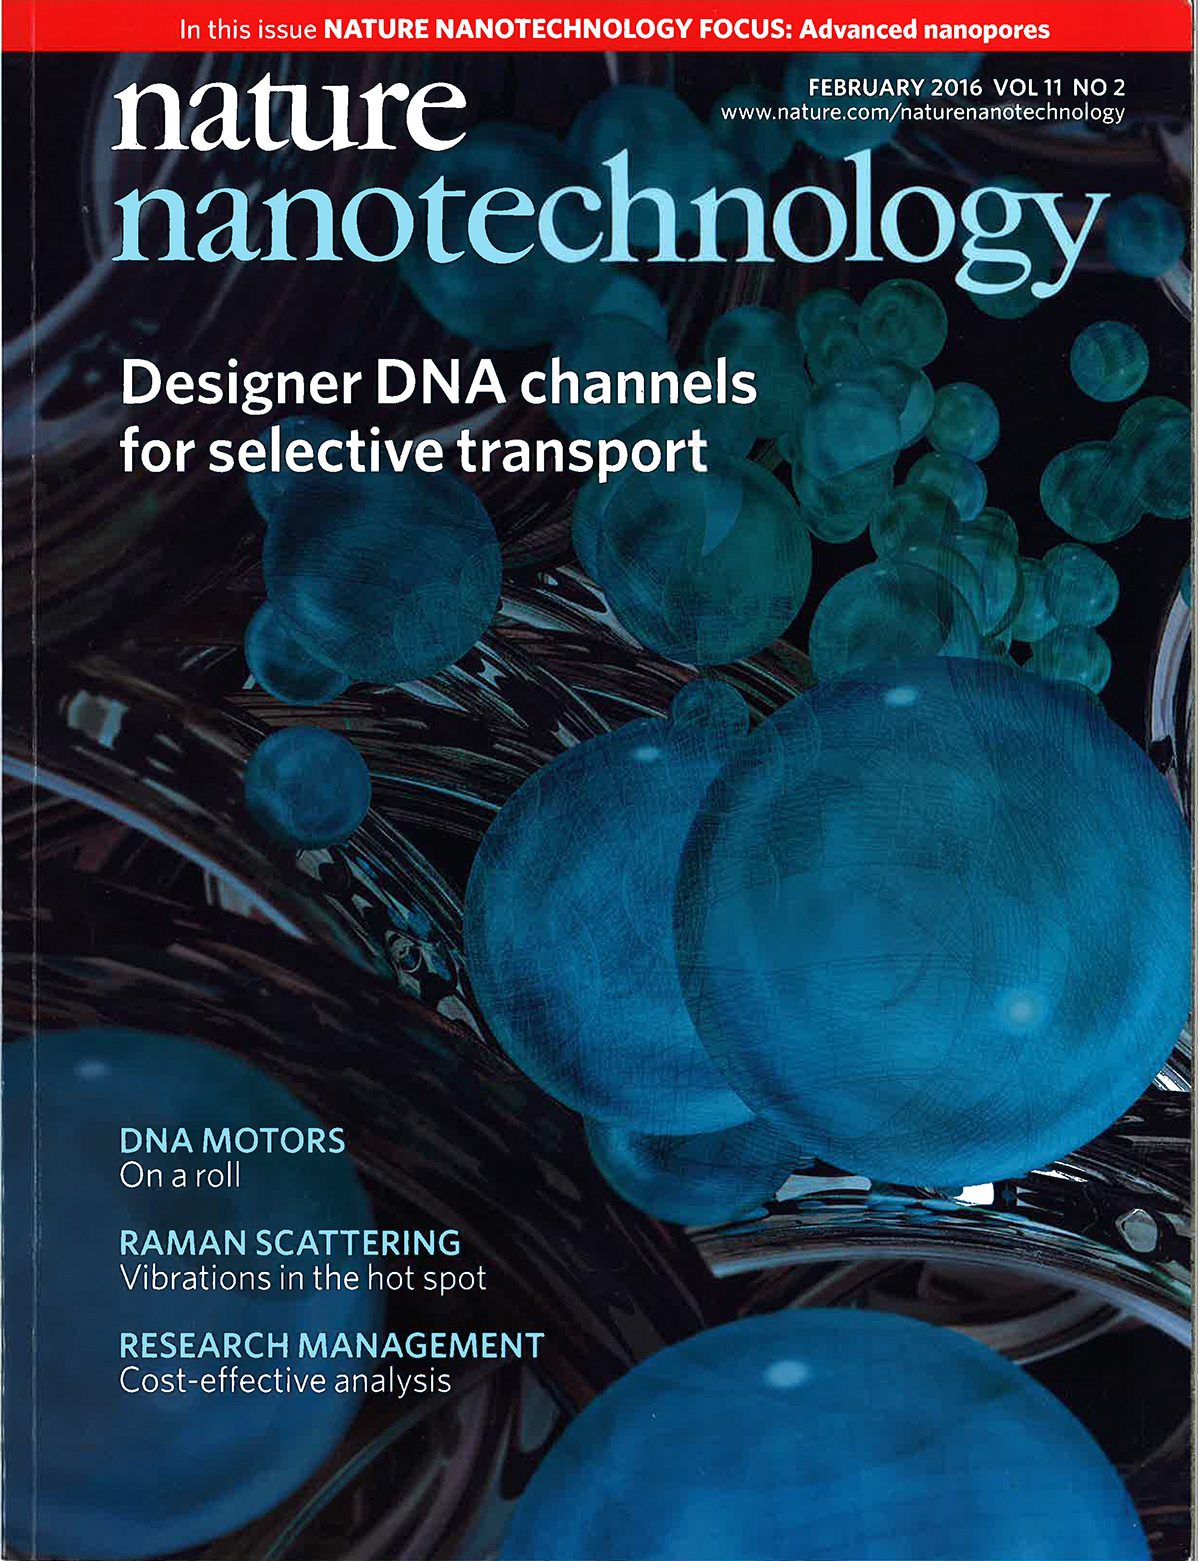 In this issue NATURE NANOTECHNOLOGY FOCUS: Advanced nanopores
FEBRUARY 2016 VOL 11 NO 2
www.nature.com/naturenanotechnology
nature
nanotechnology
Designer DNA channels
for selective transport
DNA MOTORS
On a roll
RAMAN SCATTERING
Vibrations in the hot spot
RESEARCH MANAGEMENT
Cost-effective analysis